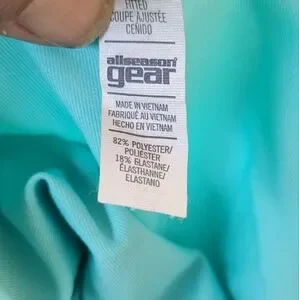 FITTED
COUPE AJUSTÉE
CEÑIDO
allseason
gear
MADE IN VIETNAM
FABRIQUÉ AU VIETNAM
HECHO EN VIETNAM
82% POLYESTER/
POLIÉSTER
18% ELASTANE/
ÉLASTHANNE/
ELASTANO